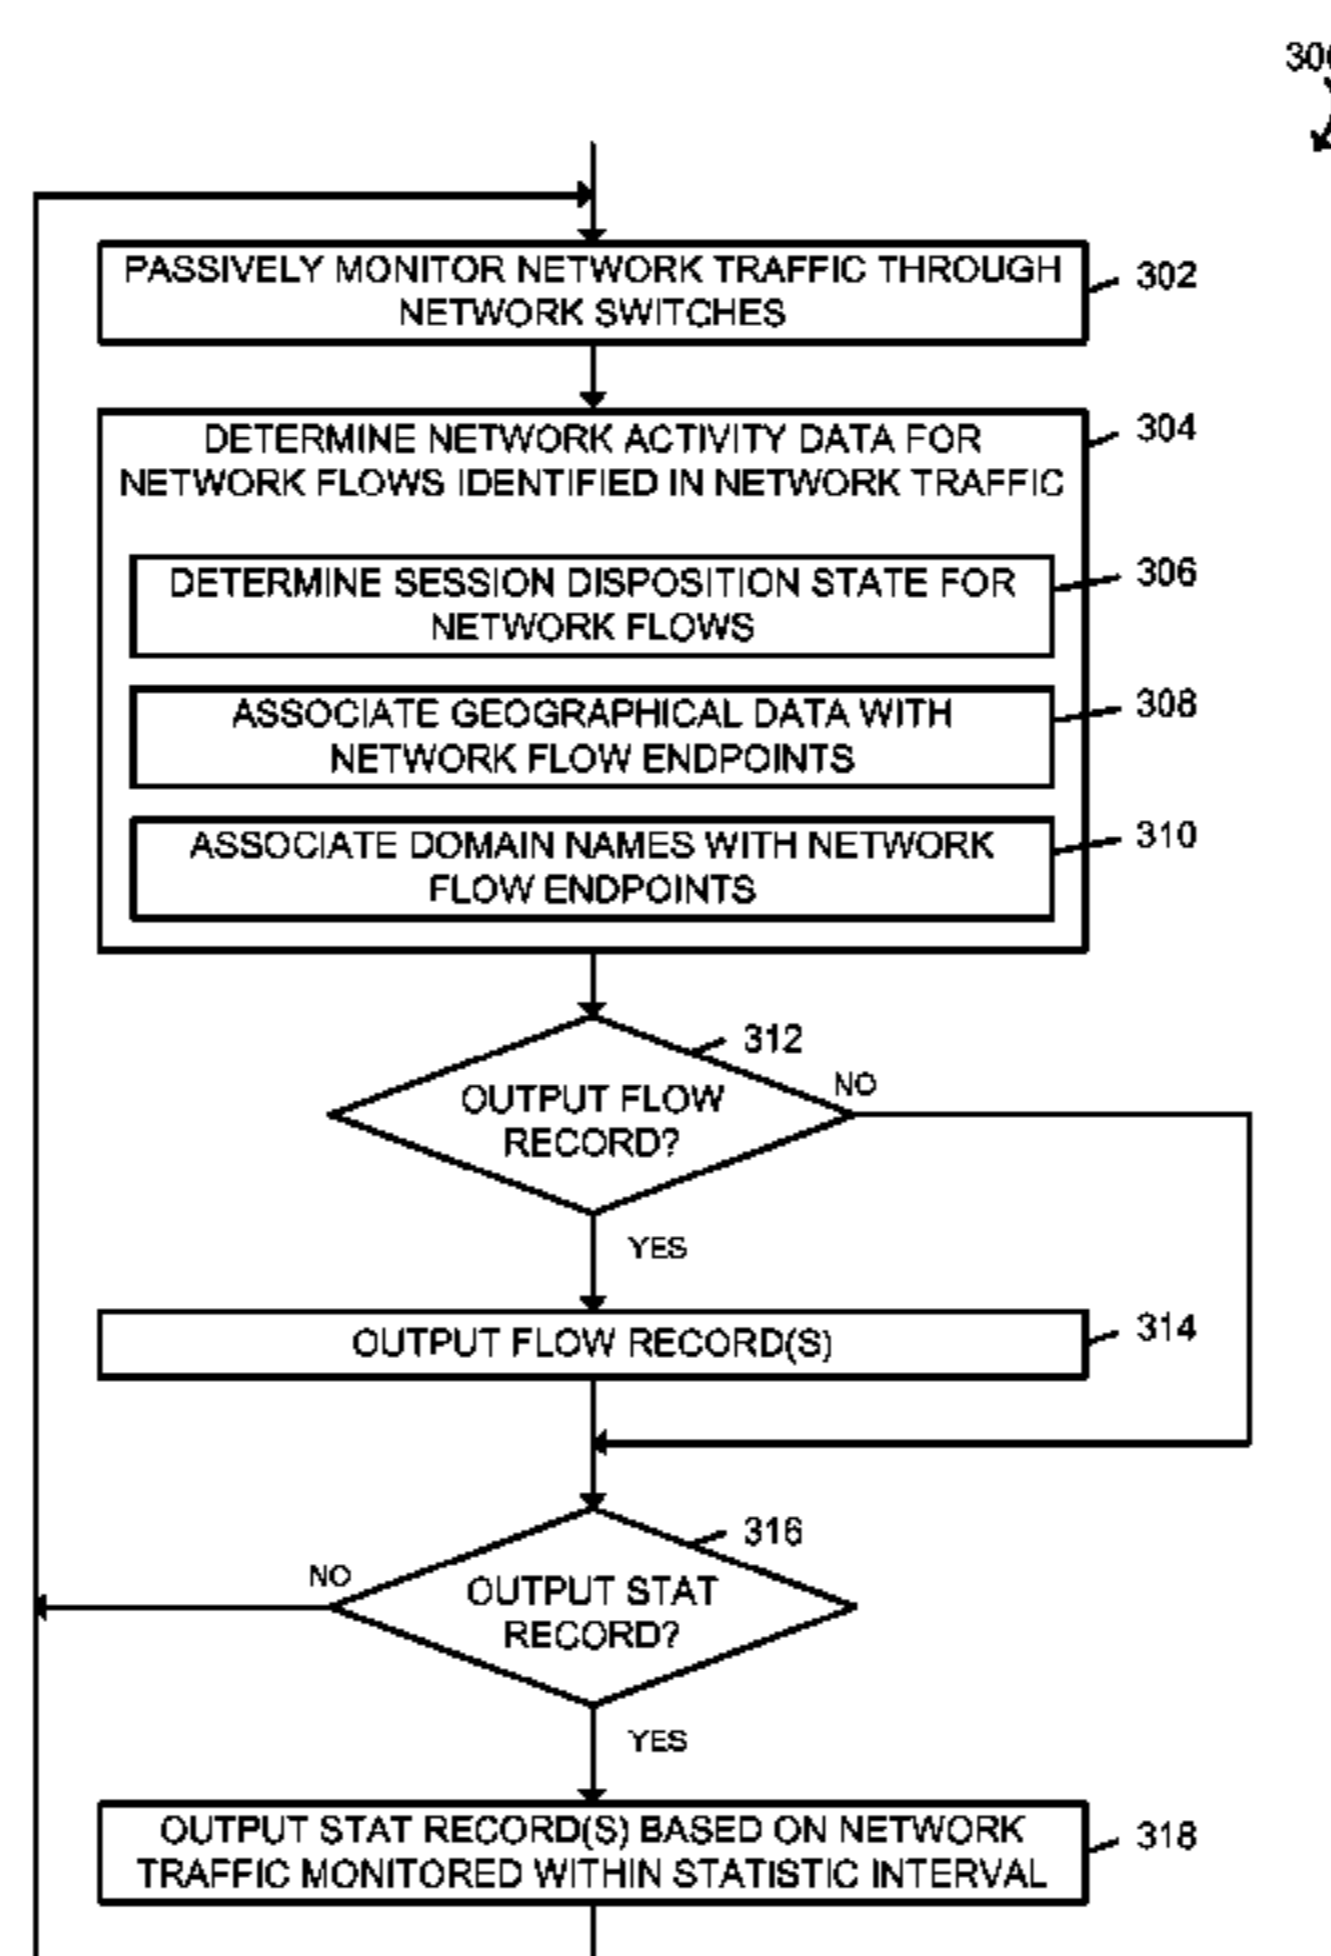 PASSIVELY MONITOR NETWORK TRAFFIC THROUGH
NETWORK SWITCHES
302
DETERMINE NETWORK ACTIVITY DATA FOR
NETWORK FLOWS IDENTIFIED IN NETWORK TRAFFIC
304
DETERMINE SESSION DISPOSITION STATE FOR
NETWORK FLOWS
306
ASSOCIATE GEOGRAPHICAL DATA WITH
NETWORK FLOW ENDPOINTS
308
ASSOCIATE DOMAIN NAMES WITH NETWORK
FLOW ENDPOINTS
310
312
NO
OUTPUT FLOW
RECORD?
YES
OUTPUT FLOW RECORD(S)
314
316
NO
OUTPUT STAT
RECORD?
YES
OUTPUT STAT RECORD(S) BASED ON NETWORK
TRAFFIC MONITORED WITHIN STATISTIC INTERVAL
318